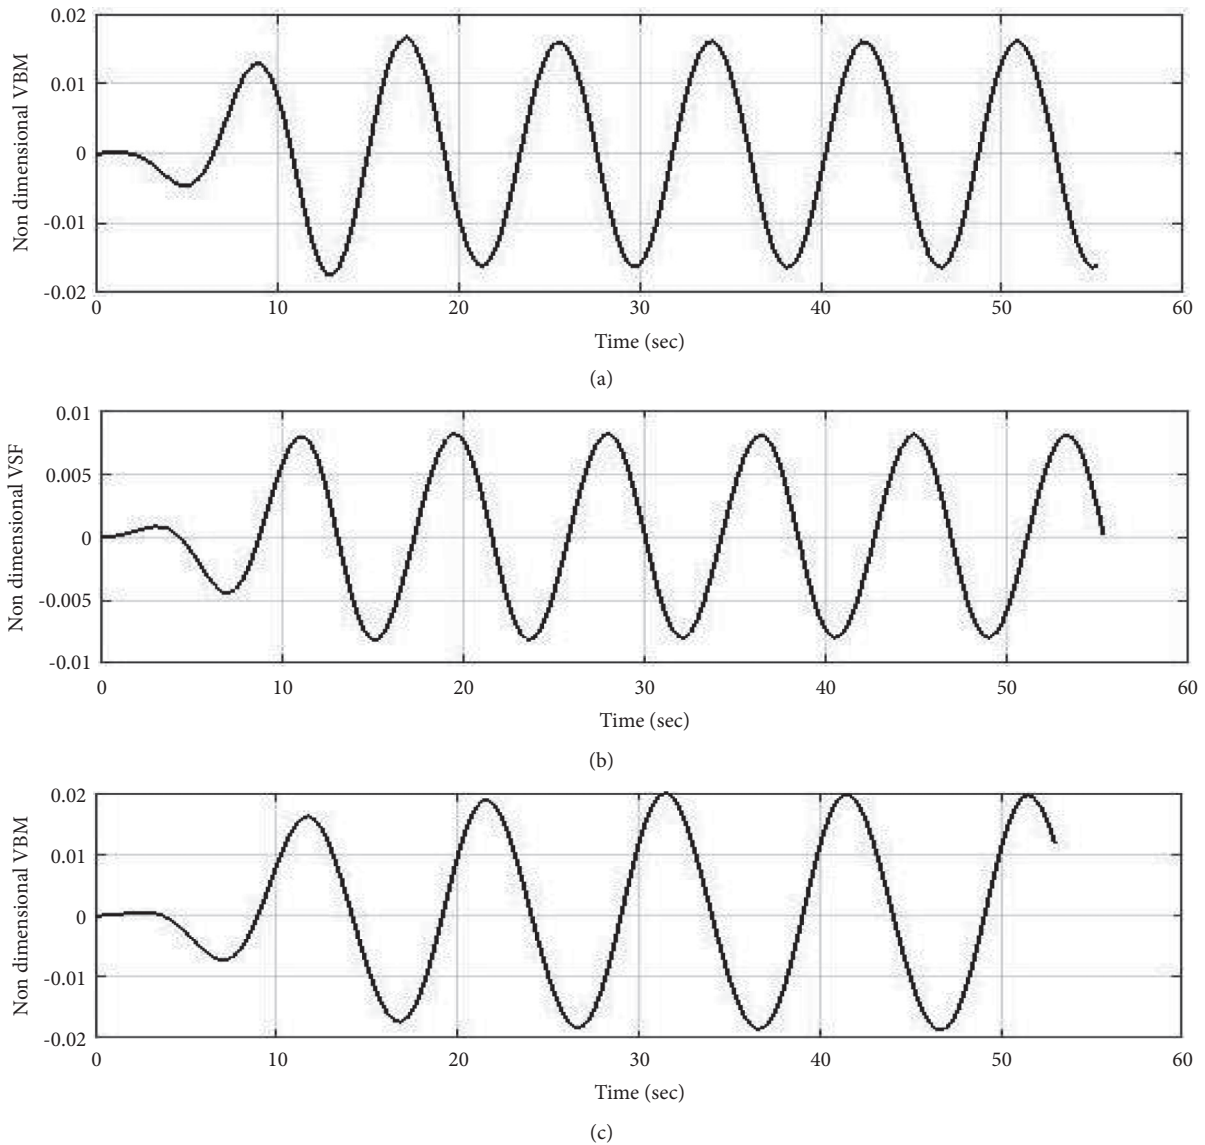 0.02
0.01
0
-0.01
-0.02
Non dimensional VBM
0 10 20 30 40 50 60
Time (sec)
(a)
0.01
0.005
0
-0.005
-0.01
Non dimensional VSF
0 10 20 30 40 50 60
Time (sec)
(b)
0.02
0.01
0
-0.01
-0.02
Non dimensional VBM
0 10 20 30 40 50 60
Time (sec)
(c)